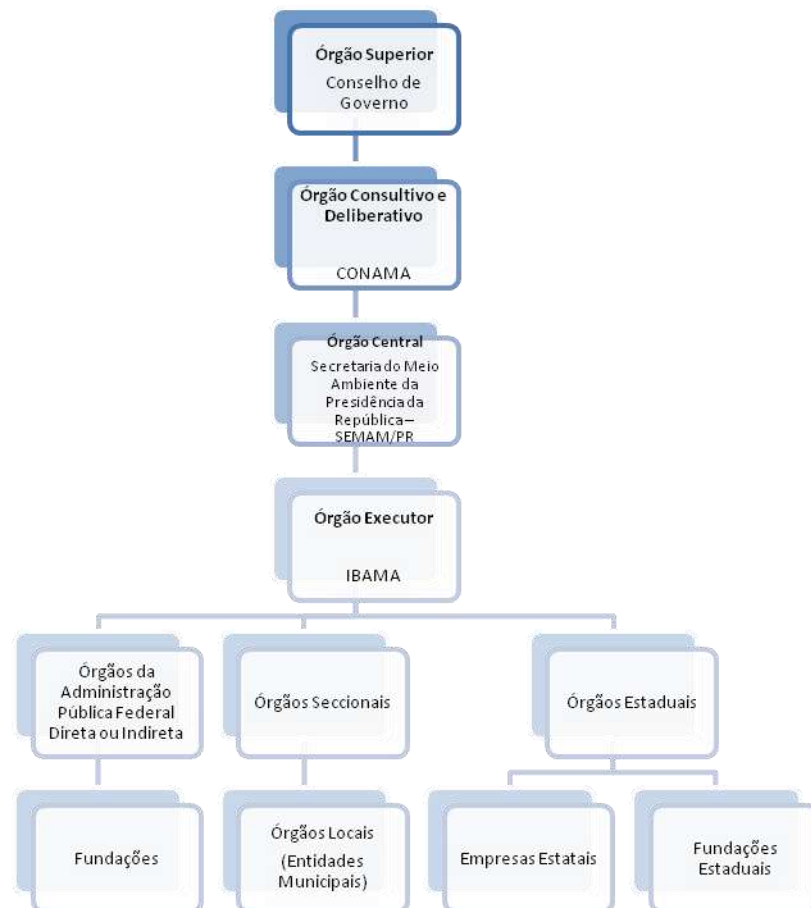 Órgão Superior
Conselho de
Governo
Órgão Consultivo e
Deliberativo
CONAMA
Órgão Central
Secretaria do Meio
Ambiente da
Presidência da
República –
SEMAM/PR
Órgão Executor
IBAMA
Órgãos da
Administração
Pública Federal
Direta ou Indireta
Órgãos Seccionais
Órgãos Estaduais
Fundações
Órgãos Locais
(Entidades
Municipais)
Empresas Estatais
Fundações
Estaduais